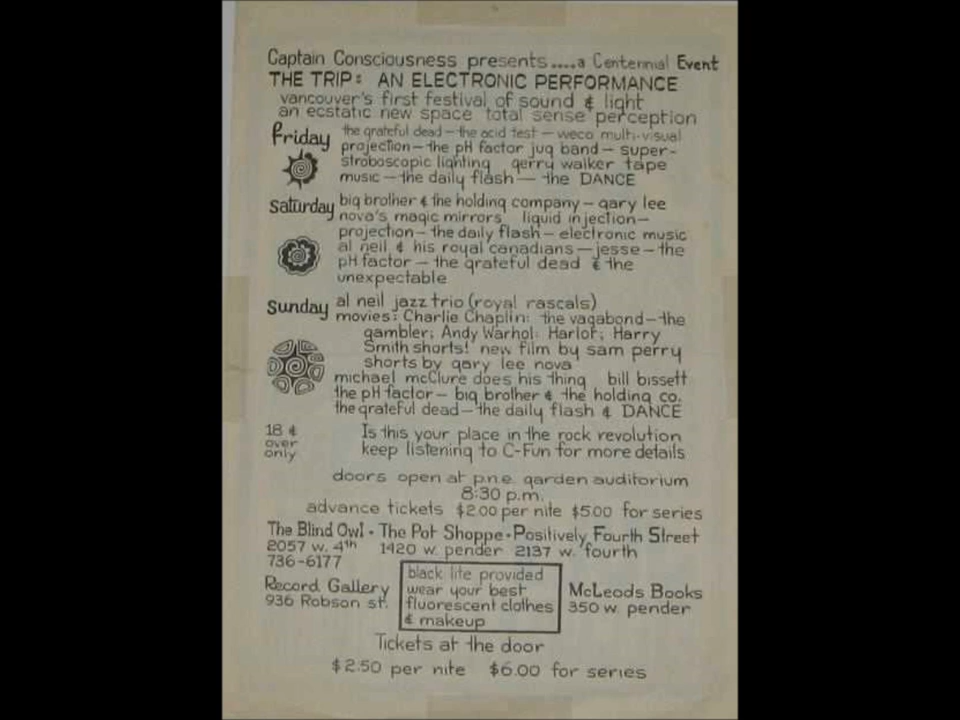 Captain Consciousness presents....a Centennial Event
THE TRIP: AN ELECTRONIC PERFORMANCE
vancouver's first festival of sound & light
an ecstatic new space total sense perception
friday the grateful dead – the acid test – weco multi-visual
projection – the pH factor jug band – super-
stroboscopic lighting gerry walker tape
music – the daily flash – the DANCE
saturday big brother & the holding company – gary lee
nova's magic mirrors liquid injection –
projection – the daily flash – electronic music
al neil & his royal canadians – jesse – the
pH factor – the grateful dead & the
unexpectable
sunday al neil jazz trio (royal rascals)
movies: Charlie Chaplin: the vagabond – the
gambler; Andy Warhol: Harlot; Harry
Smith shorts! new film by sam perry
shorts by gary lee nova
michael mcClure does his thing bill bissett
the pH factor – big brother & the holding co.
the grateful dead – the daily flash & DANCE
18 &
over
only
Is this your place in the rock revolution
keep listening to C-Fun for more details
doors open at p.n.e. garden auditorium
8:30 p.m.
advance tickets $2.00 per nite $5.00 for series
The Blind Owl • The Pot Shoppe • Positively Fourth Street
2057 w. 4th 1420 w. pender 2137 w. fourth
736-6177
Record Gallery
936 Robson st.
black lite provided
wear your best
fluorescent clothes
& makeup
McLeods Books
350 w. pender
Tickets at the door
$2.50 per nite $6.00 for series